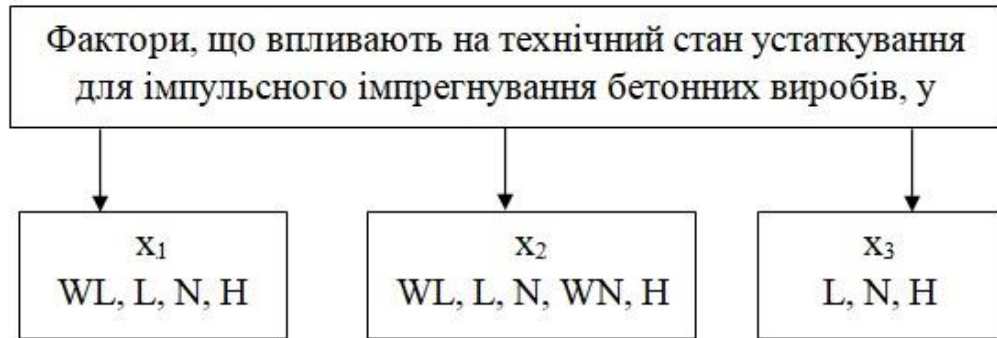 Фактори, що впливають на технічний стан устаткування
для імпульсного імпрегнування бетонних виробів, у
x₁
WL, L, N, H
x₂
WL, L, N, WN, H
x₃
L, N, H